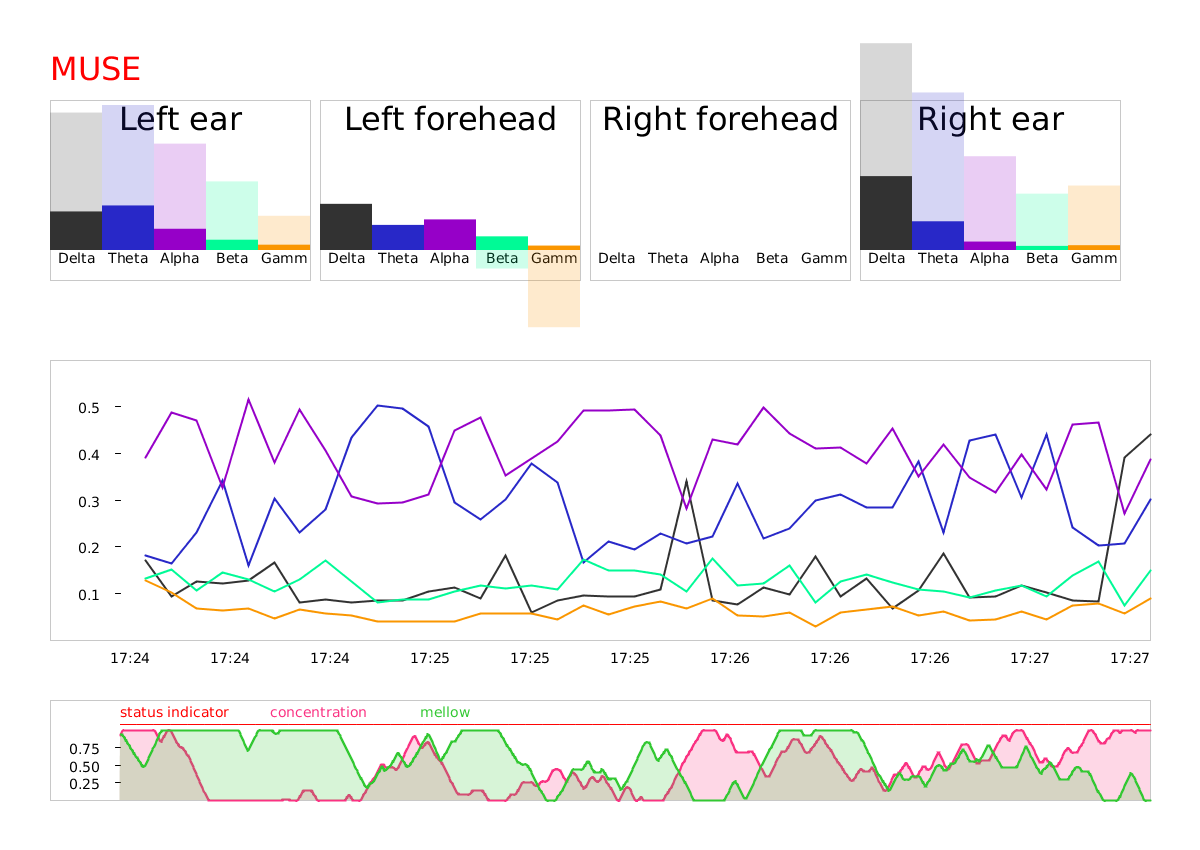 MUSE
Left ear Left forehead Right forehead Right ear
Delta Theta Alpha Beta Gamm Delta Theta Alpha Beta Gamm Delta Theta Alpha Beta Gamm Delta Theta Alpha Beta Gamm
0.5
0.4
0.3
0.2
0.1
17:24 17:24 17:24 17:25 17:25 17:25 17:26 17:26 17:26 17:27 17:27
status indicator concentration mellow
0.75
0.50
0.25